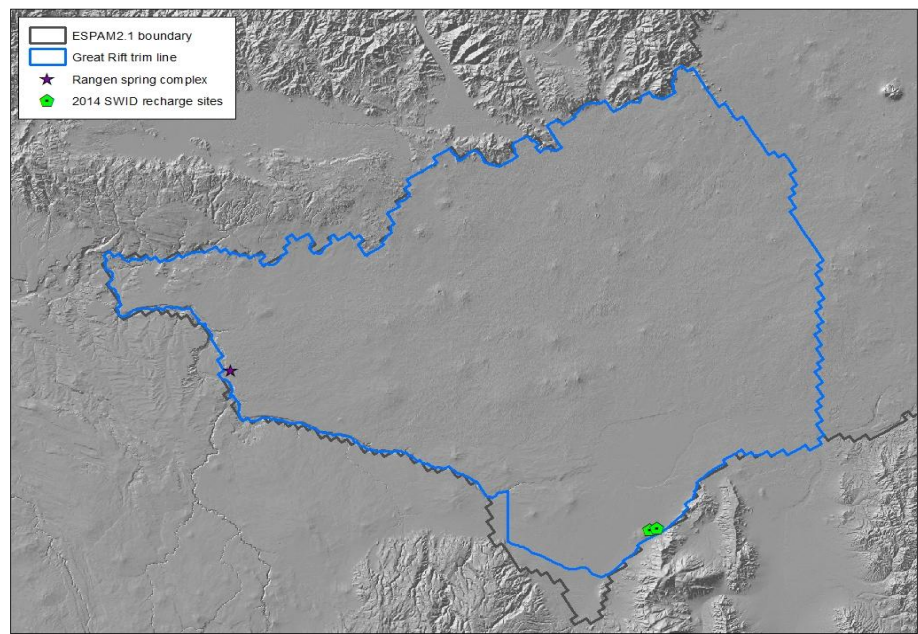 ESPAM2.1 boundary
Great Rift trim line
Rangen spring complex
2014 SWID recharge sites